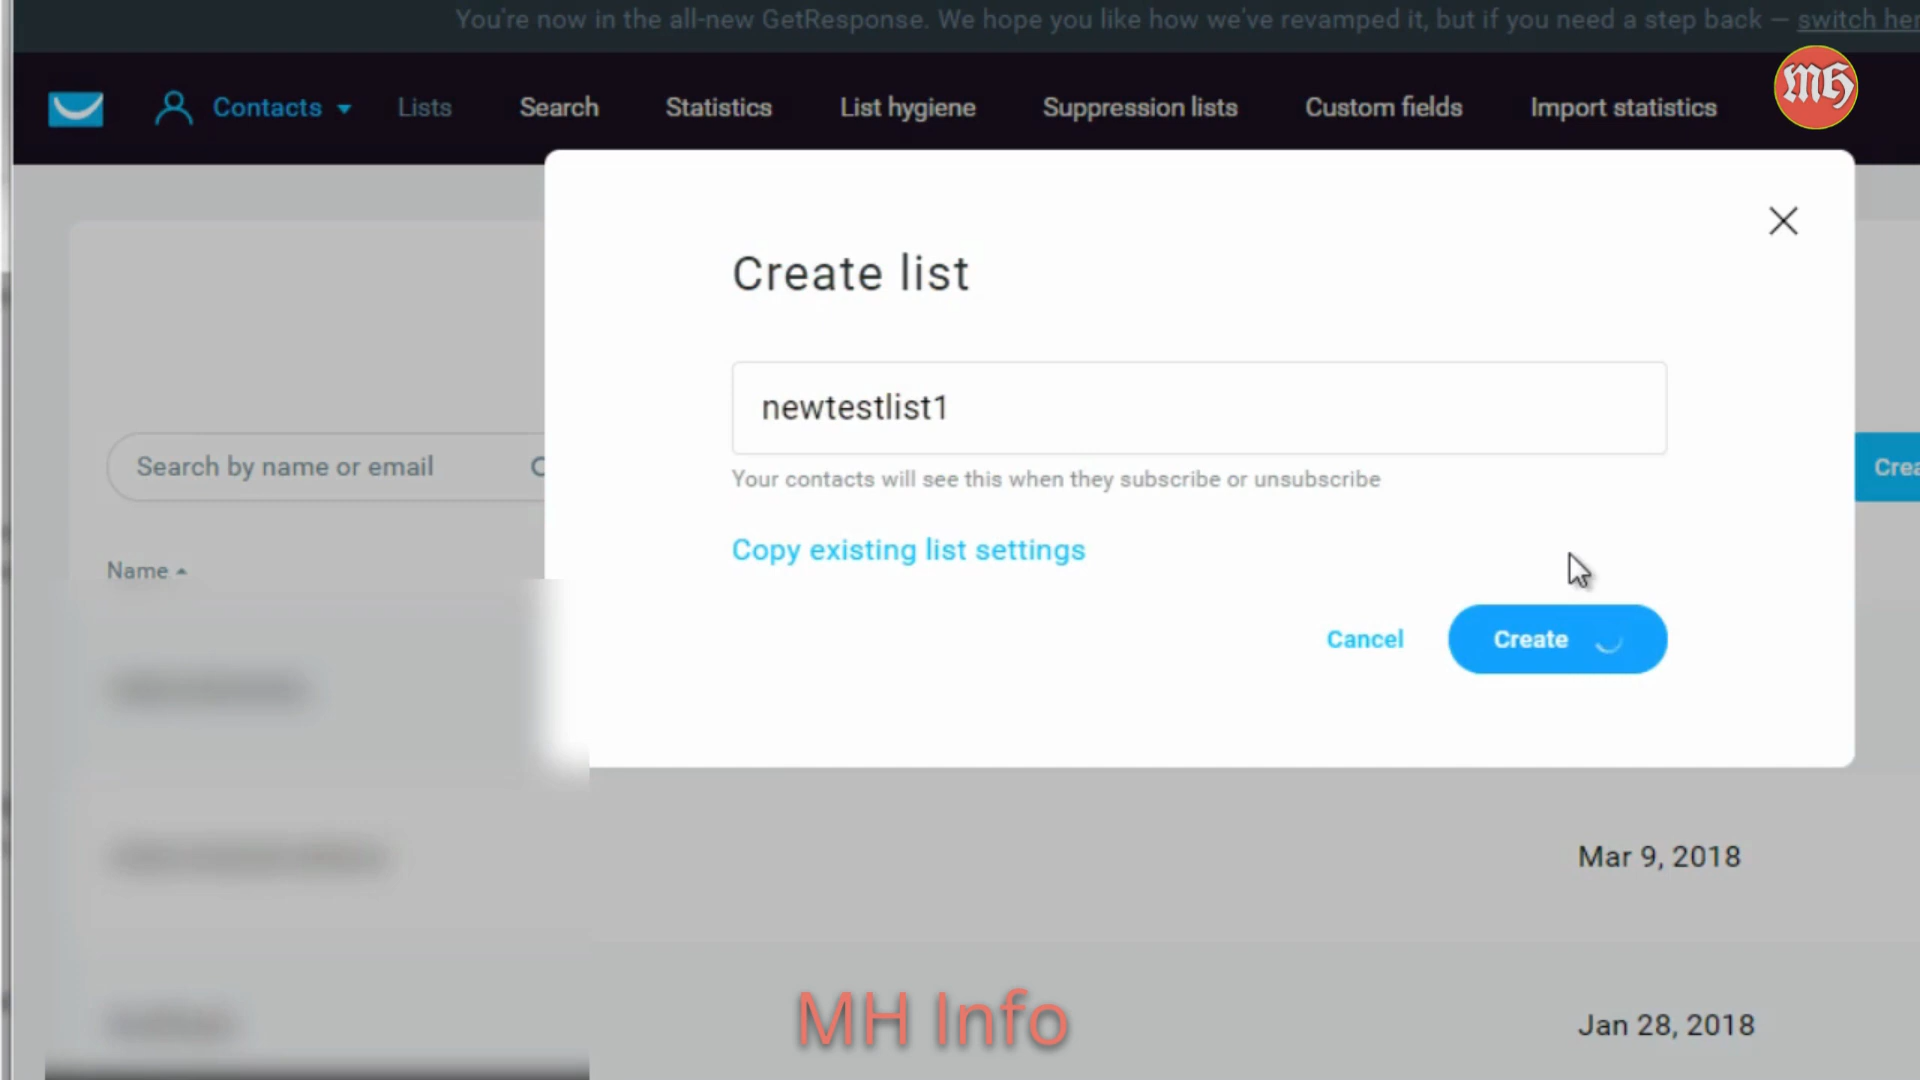 You're now in the all-new GetResponse. We hope you like how we've revamped it, but if you need a step back — switch her
Contacts Lists Search Statistics List hygiene Suppression lists Custom fields Import statistics
MH
Create list
newtestlist1
Your contacts will see this when they subscribe or unsubscribe
Search by name or email
Crea
Copy existing list settings
Name
Cancel Create
Mar 9, 2018
Jan 28, 2018
MH Info